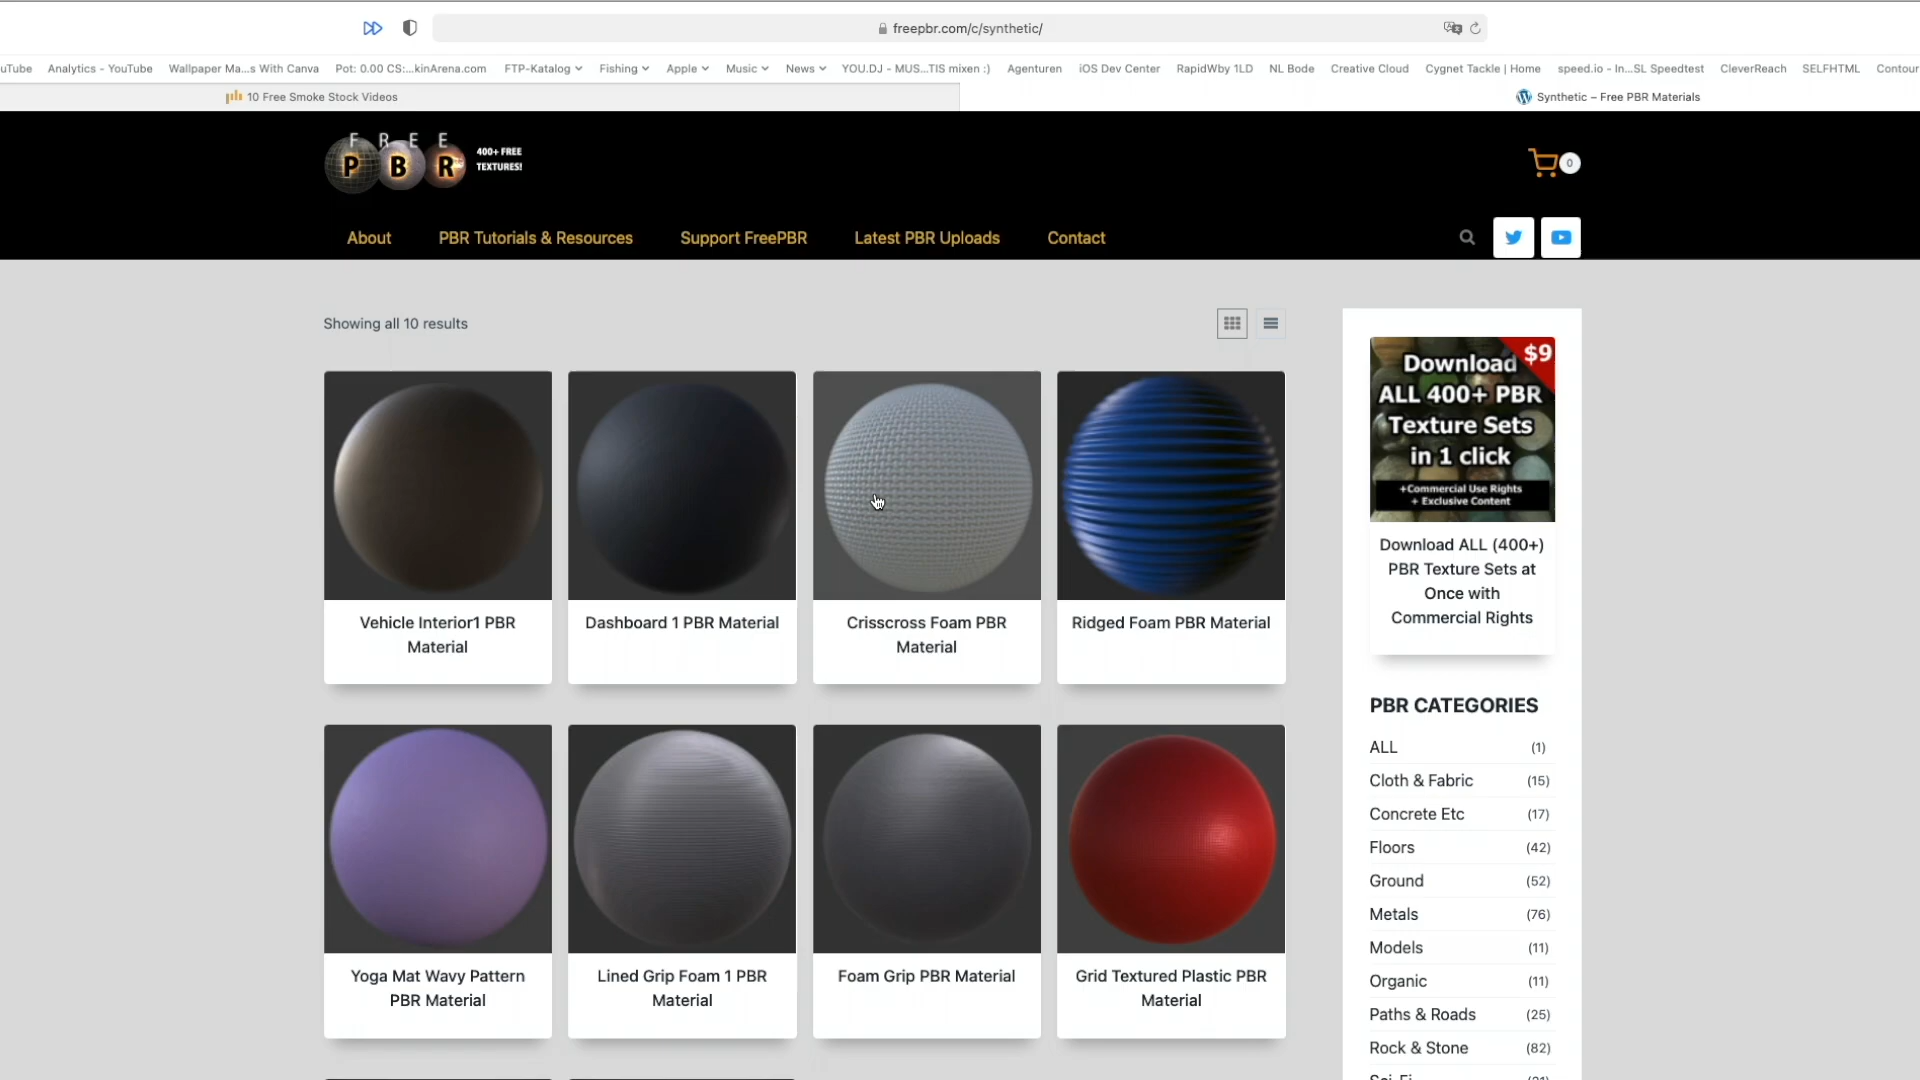 freepbr.com/c/synthetic/
uTube Analytics - YouTube Wallpaper Ma...s With Canva Pot: 0.00 CS:...kinArena.com FTP-Katalog Fishing Apple Music News YOU.DJ - MUS...TIS mixen :) Agenturen iOS Dev Center RapidWby 1LD NL Bode Creative Cloud Cygnet Tackle | Home speed.io - In...SL Speedtest CleverReach SELFHTML Contour
10 Free Smoke Stock Videos
Synthetic – Free PBR Materials
FREE
PBR
400+ FREE
TEXTURES!
0
About PBR Tutorials & Resources Support FreePBR Latest PBR Uploads Contact
Showing all 10 results
Vehicle Interior1 PBR
Material
Dashboard 1 PBR Material
Crisscross Foam PBR
Material
Ridged Foam PBR Material
Yoga Mat Wavy Pattern
PBR Material
Lined Grip Foam 1 PBR
Material
Foam Grip PBR Material
Grid Textured Plastic PBR
Material
$9
Download
ALL 400+ PBR
Texture Sets
in 1 click
+Commercial Use Rights
+ Exclusive Content
Download ALL (400+)
PBR Texture Sets at
Once with
Commercial Rights
PBR CATEGORIES
ALL (1)
Cloth & Fabric (15)
Concrete Etc (17)
Floors (42)
Ground (52)
Metals (76)
Models (11)
Organic (11)
Paths & Roads (25)
Rock & Stone (82)